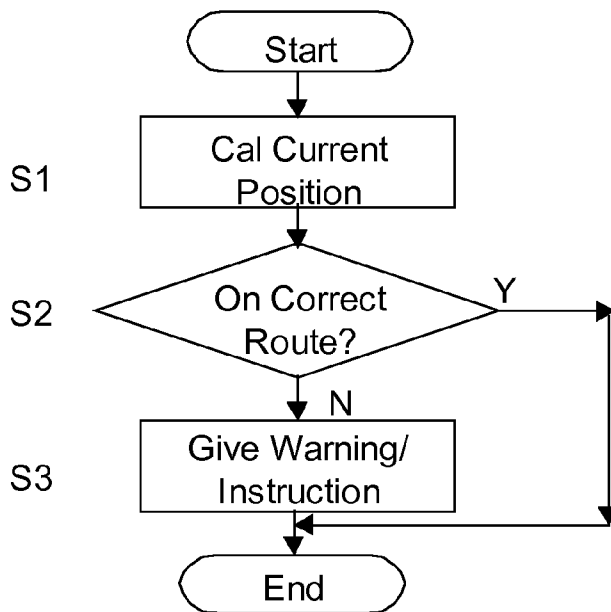 Start
S1
Cal Current
Position
S2
On Correct
Route?
Y
N
S3
Give Warning/
Instruction
End